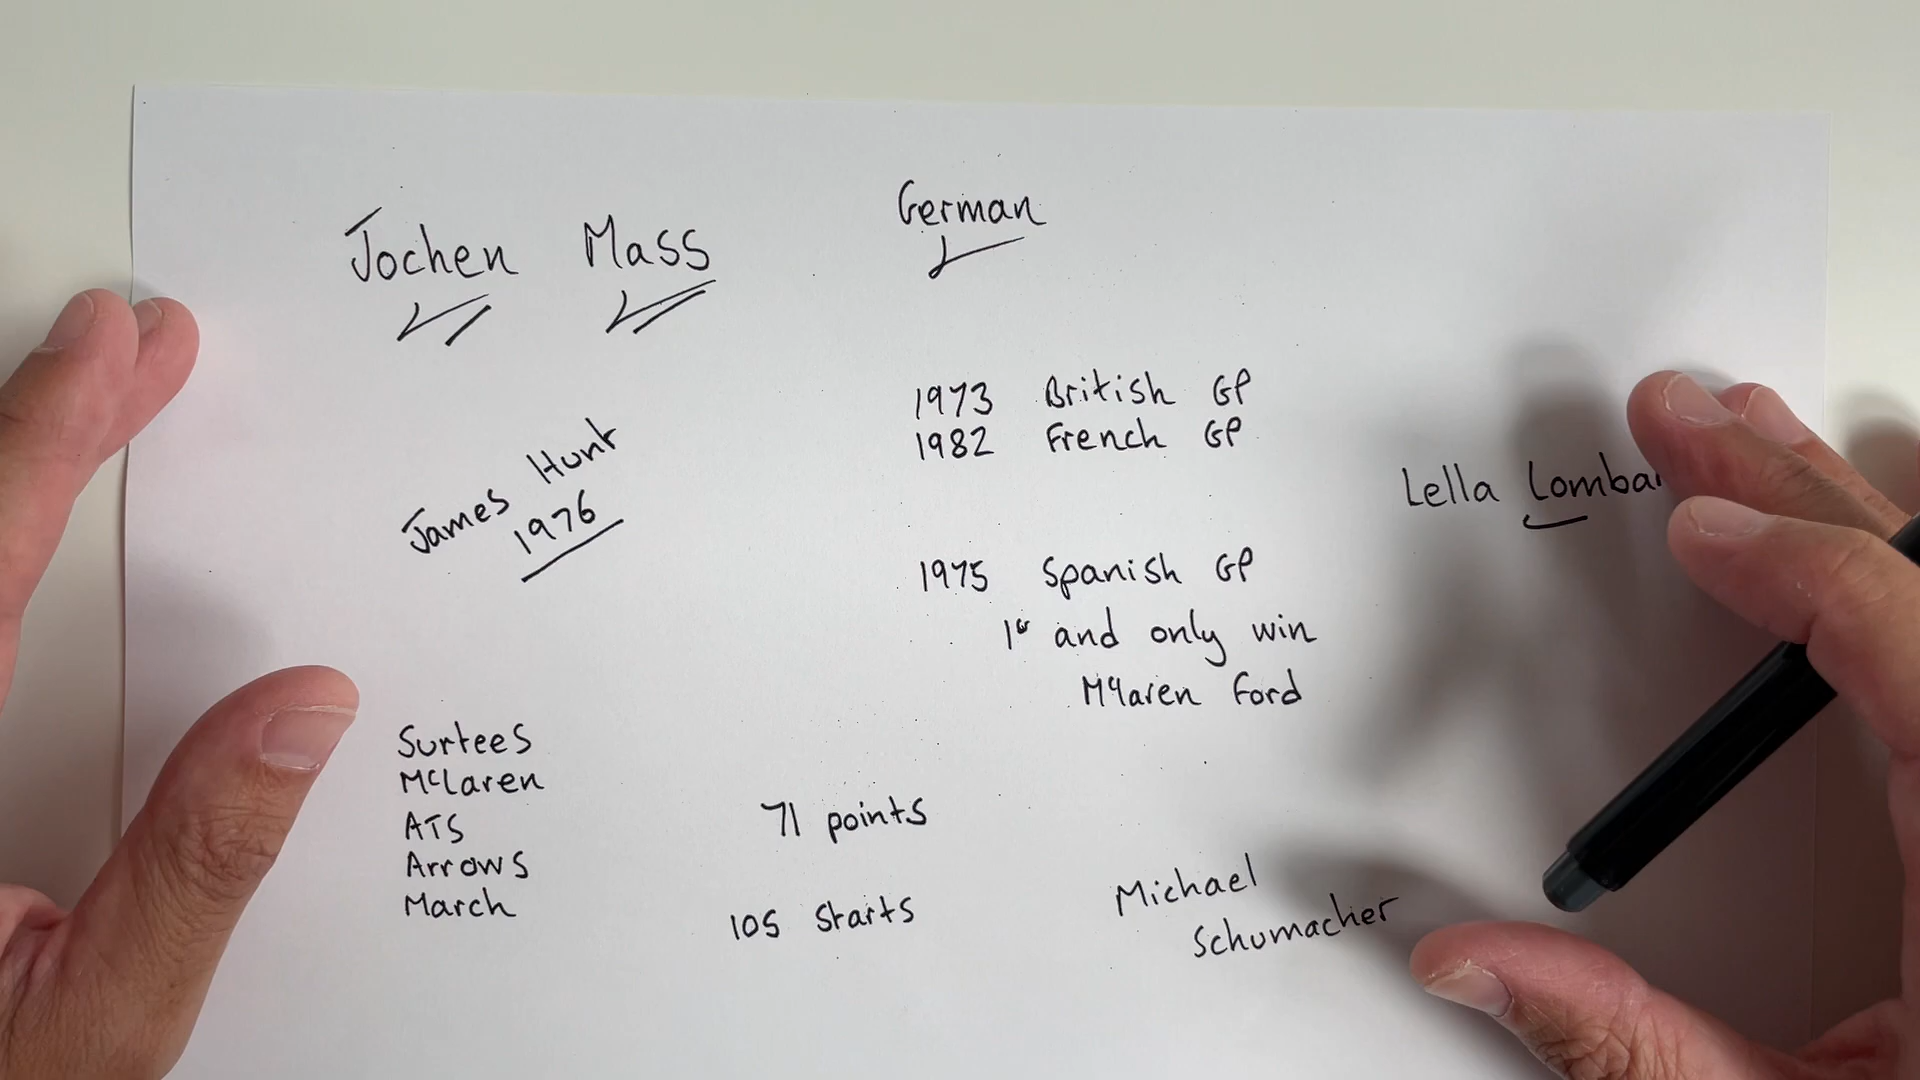 Jochen Mass
German
James Hunt
1976
1973 British GP
1982 French GP
Lella
1975 Spanish GP
1st and only win
McLaren Ford
Surtees
McLaren
ATS
Arrows
March
71 points
105 Starts
Michael
Schumacher